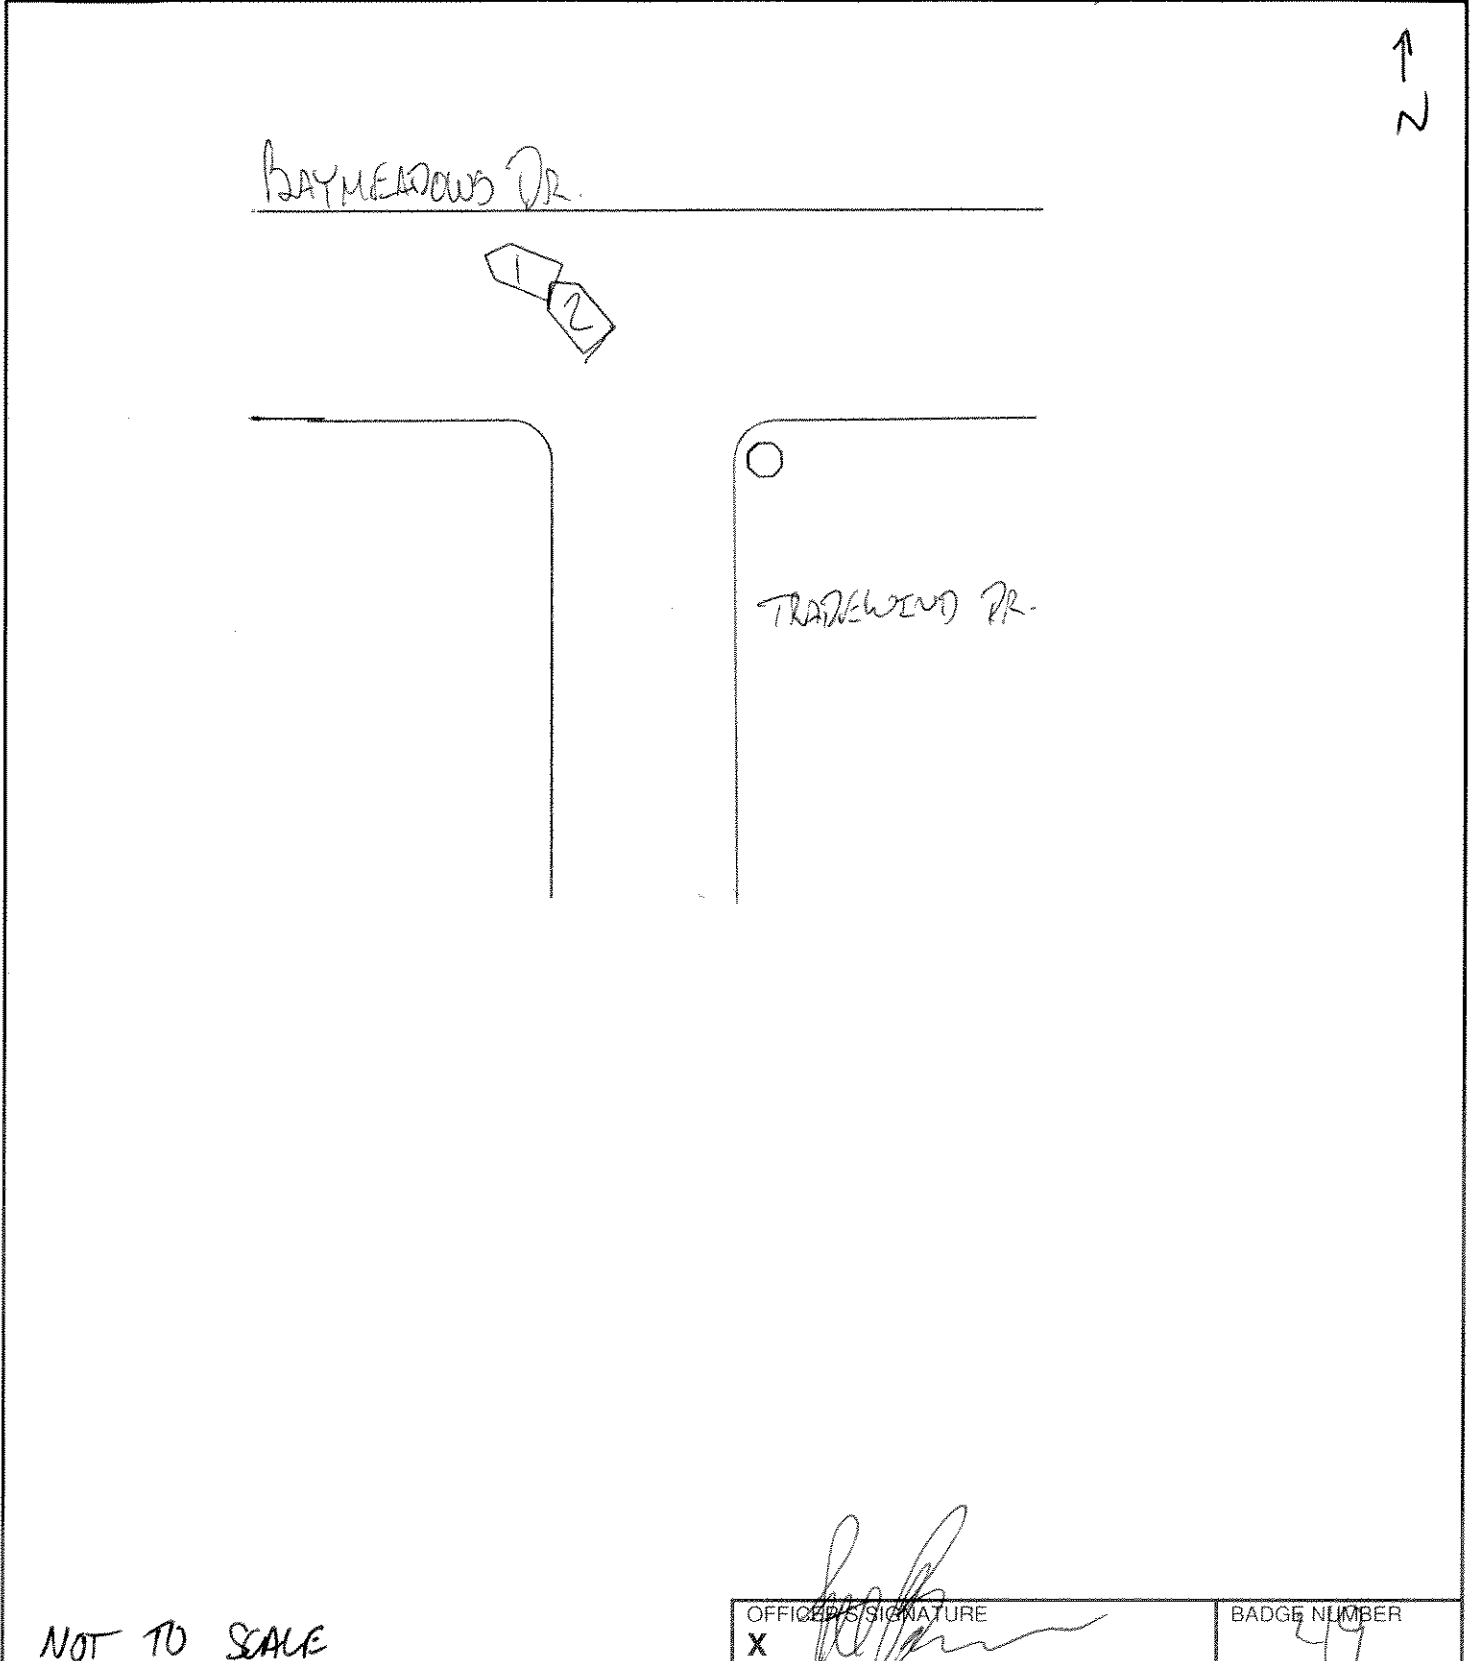 N
BAYMEADOWS DR.
1
2
TRADEWIND DR.
OFFICER'S SIGNATURE
BADGE NUMBER
X
49
NOT TO SCALE